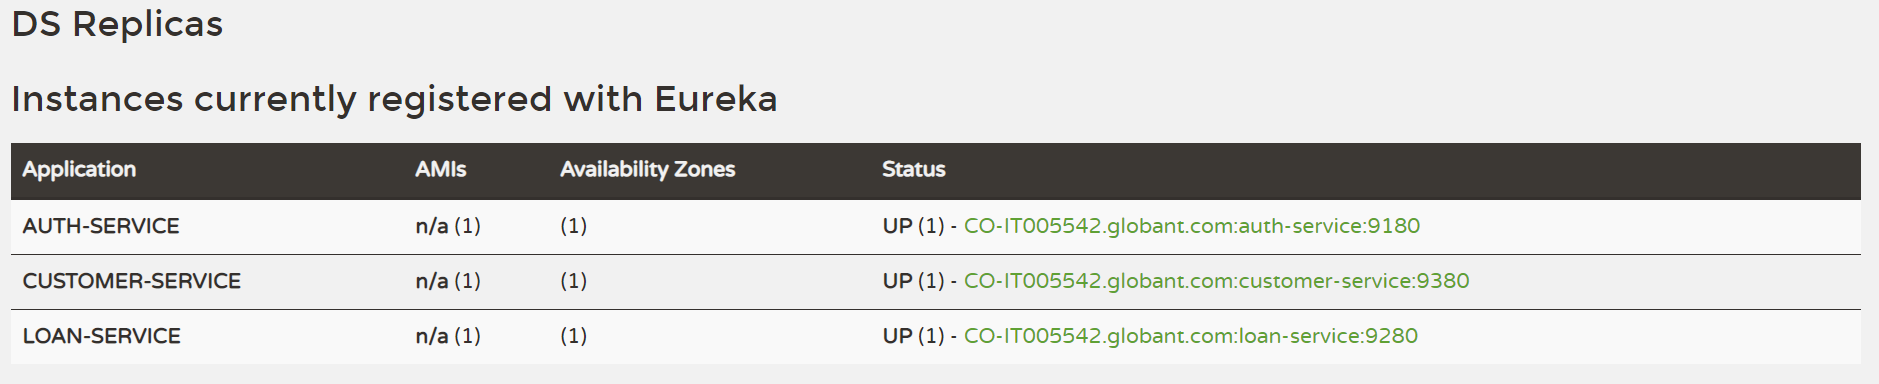 DS Replicas
Instances currently registered with Eureka
Application AMIs Availability Zones Status
AUTH-SERVICE n/a (1) (1) UP (1) - CO-IT005542.globant.com:auth-service:9180
CUSTOMER-SERVICE n/a (1) (1) UP (1) - CO-IT005542.globant.com:customer-service:9380
LOAN-SERVICE n/a (1) (1) UP (1) - CO-IT005542.globant.com:loan-service:9280